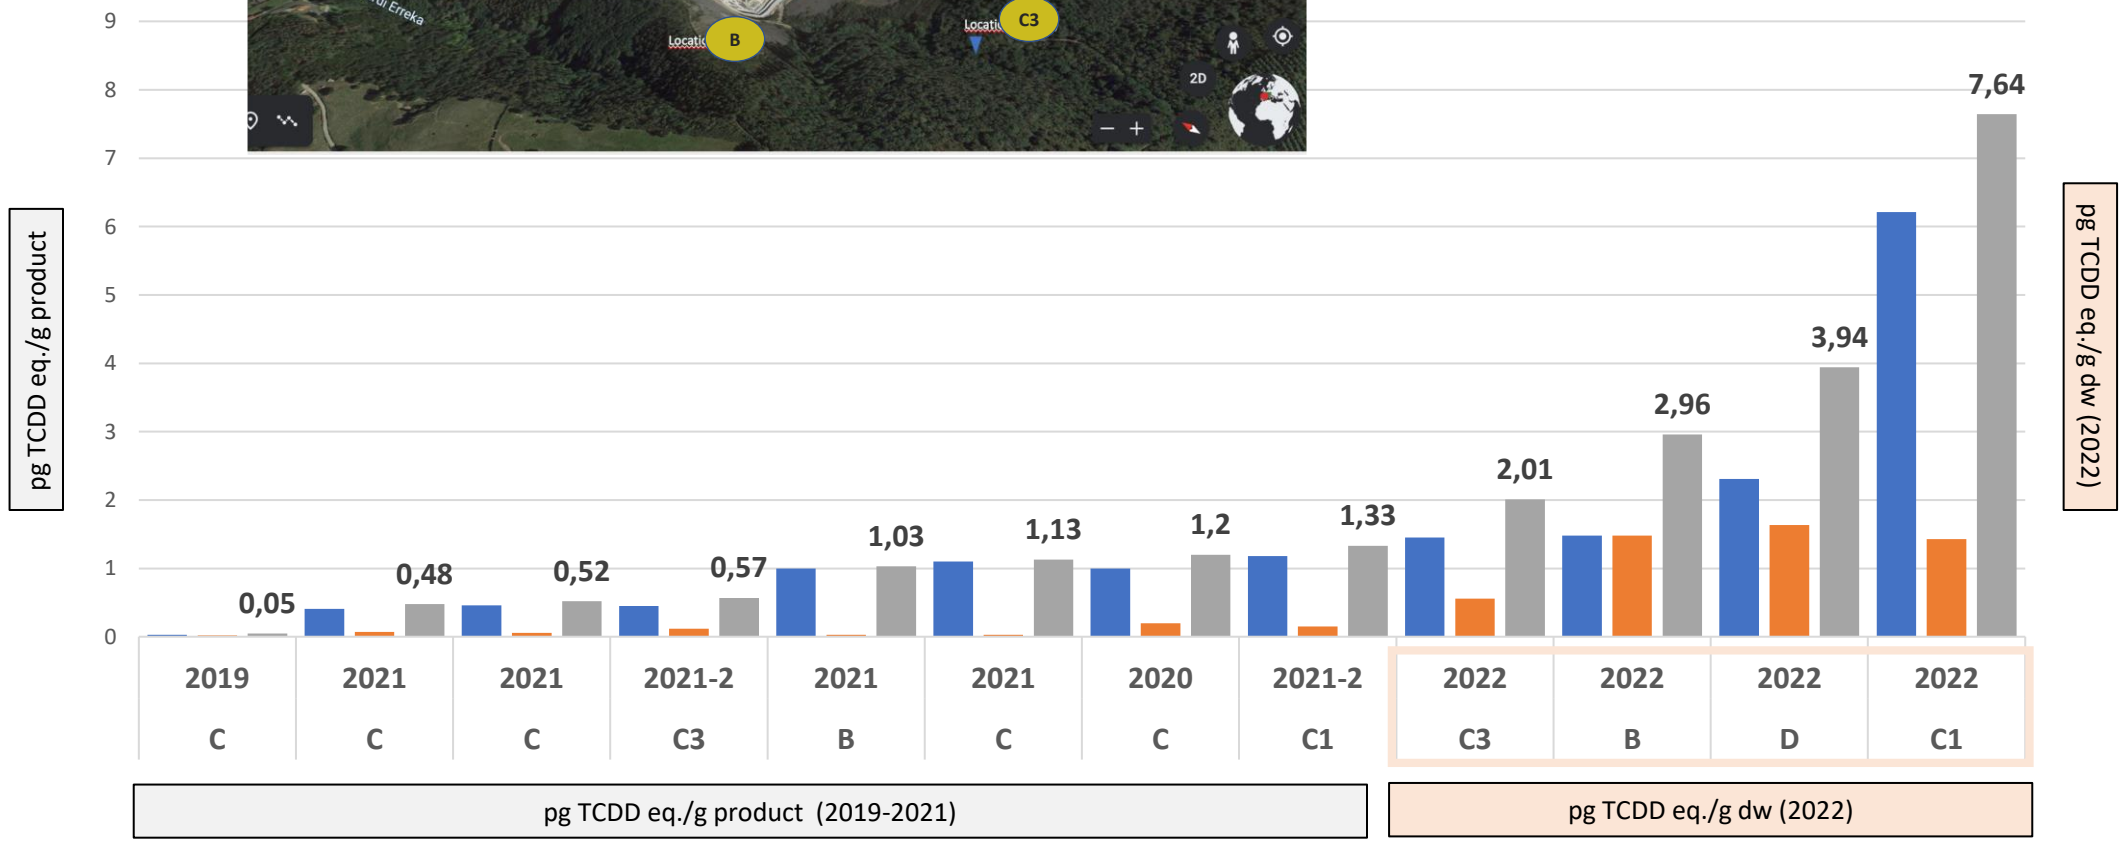 9
8
7
6
5
4
3
2
1
0
Erreka
B
C3
2D
pg TCDD eq./g product
pg TCDD eq./g dw (2022)
0,05
0,48
0,52
0,57
1,03
1,13
1,2
1,33
2,01
2,96
3,94
7,64
2019 2021 2021 2021-2 2021 2021 2020 2021-2 2022 2022 2022 2022
C C C C3 B C C C1 C3 B D C1
pg TCDD eq./g product (2019-2021)
pg TCDD eq./g dw (2022)